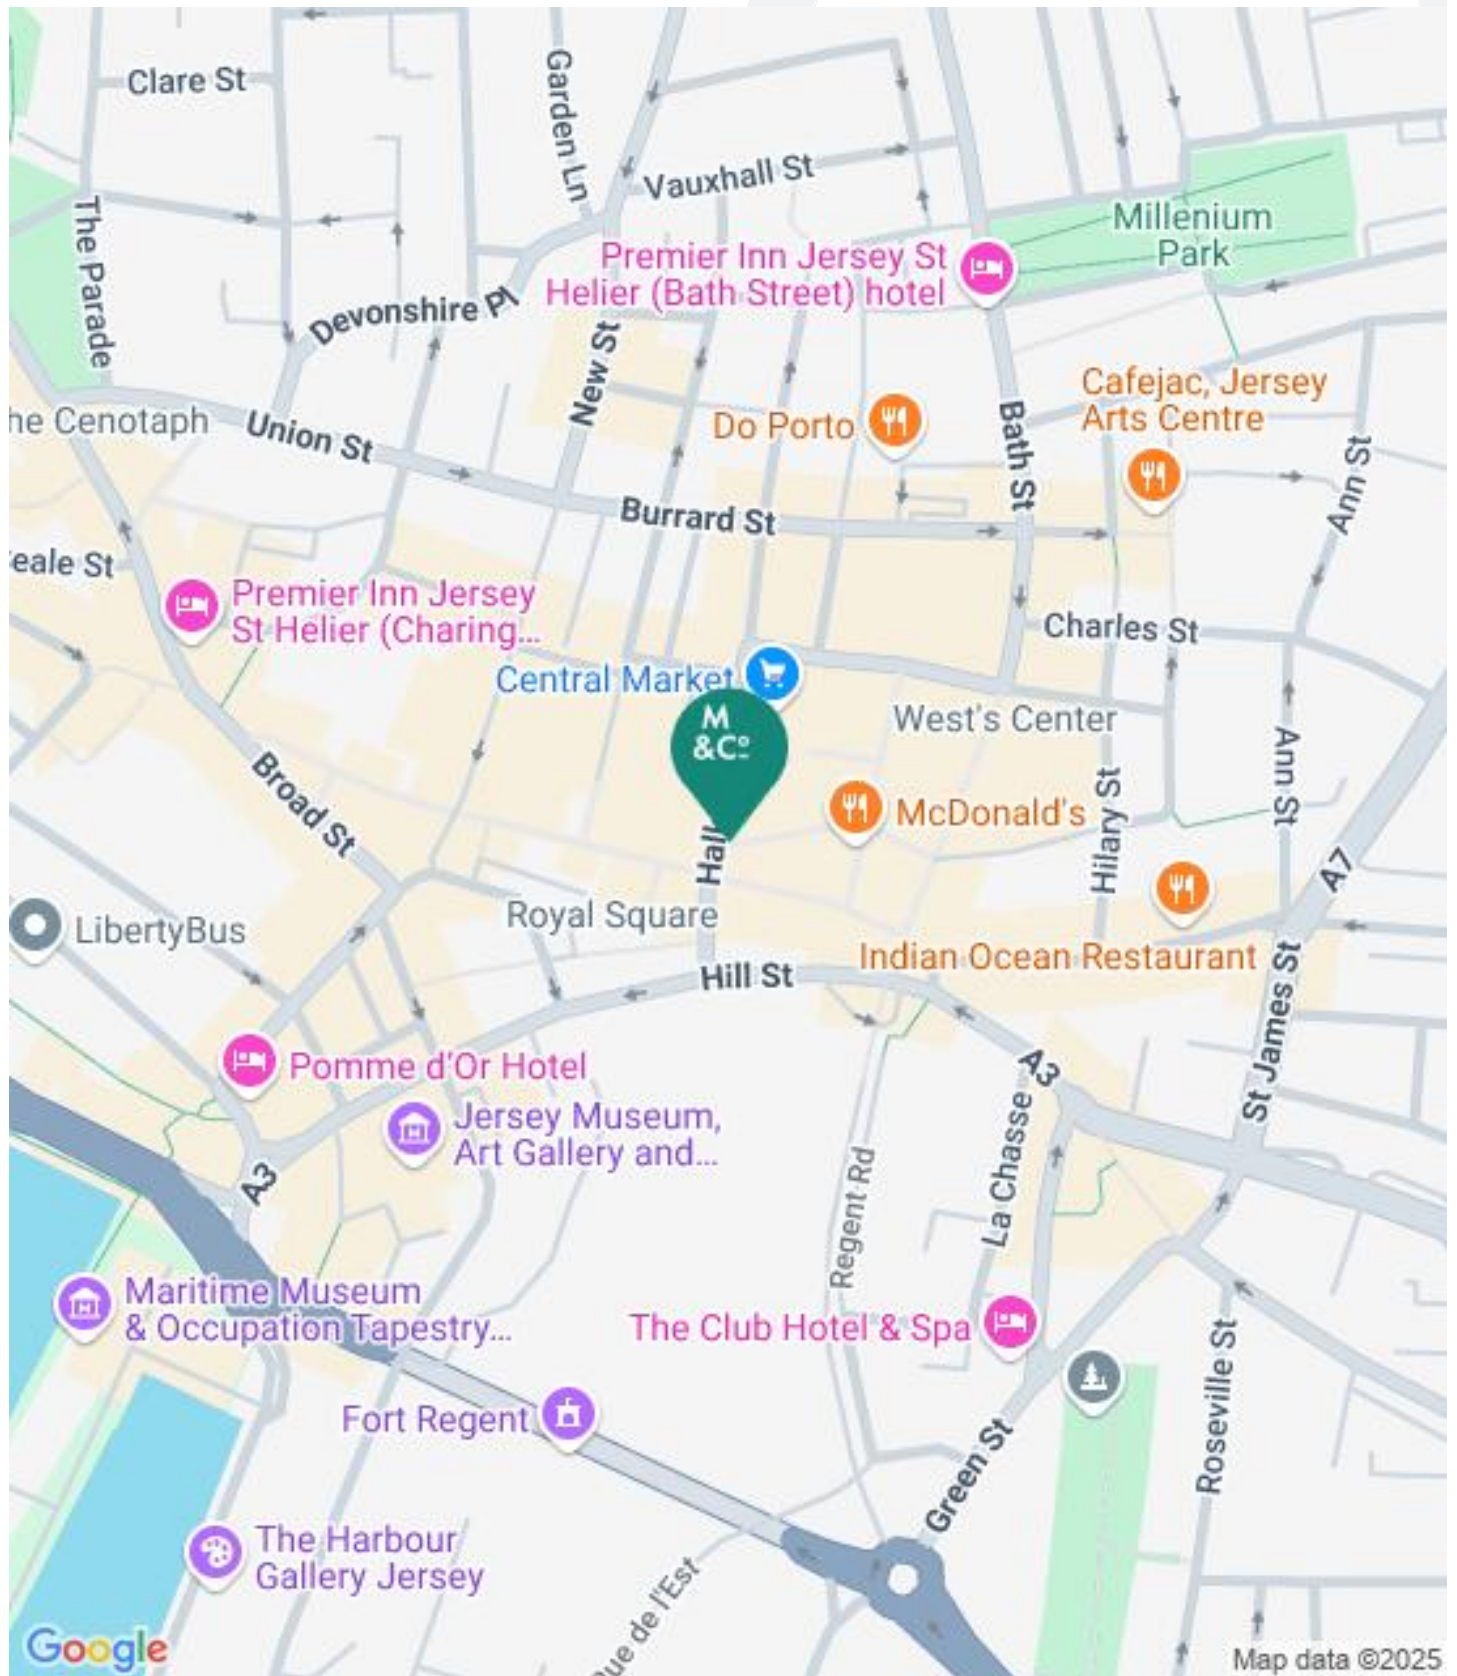 Clare St
Garden Ln
Vauxhall St
The Parade
Millenium
Park
Premier Inn Jersey St
Helier (Bath Street) hotel
Devonshire Pl
New St
Cafejac, Jersey
Arts Centre
he Cenotaph
Union St
Do Porto
Bath St
Ann St
Burrard St
eale St
Premier Inn Jersey
St Helier (Charing...
Charles St
Central Market
M
&Co
West's Center
Broad St
McDonald's
Hilary St
Ann St
Hall
A7
Royal Square
LibertyBus
Indian Ocean Restaurant
Hill St
St James St
A3
Pomme d'Or Hotel
Jersey Museum,
Art Gallery and...
La Chasse
Regent Rd
A3
Maritime Museum
& Occupation Tapestry...
The Club Hotel & Spa
Roseville St
Fort Regent
Green St
The Harbour
Gallery Jersey
ue de l'Est
Google
Map data ©2025